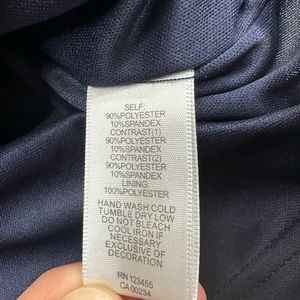 SELF:
90%POLYESTER
10%SPANDEX
CONTRAST(1)
90%POLYESTER
10%SPANDEX
CONTRAST(2)
90%POLYESTER
10%SPANDEX
LINING:
100%POLYESTER
HAND WASH COLD
TUMBLE DRY LOW
DO NOT BLEACH
COOL IRON IF
NECESSARY
EXCLUSIVE OF
DECORATION
RN 123455
CA 00234